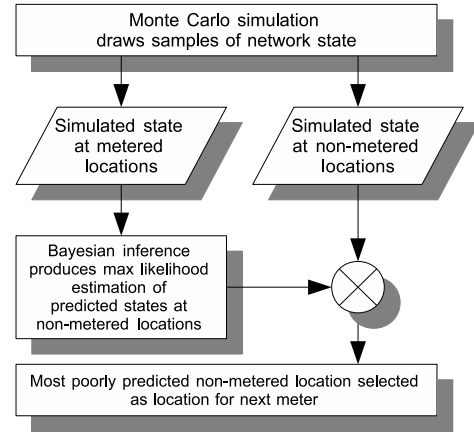 Monte Carlo simulation
draws samples of network state
Simulated state
at metered
locations
Simulated state
at non-metered
locations
Bayesian inference
produces max likelihood
estimation of
predicted states at
non-metered locations
Most poorly predicted non-metered location selected
as location for next meter